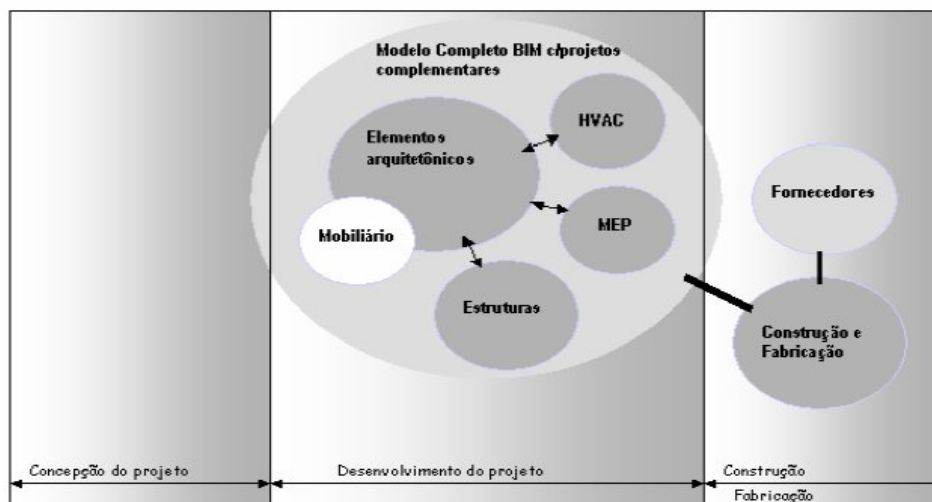 Modelo Completo BIM c/projetos
complementares
HVAC
Elementos
arquitetônicos
Fornecedores
Mobiliário
MEP
Estruturas
Construção e
Fabricação
Concepção do projeto
Desenvolvimento do projeto
Construção
Fabricação